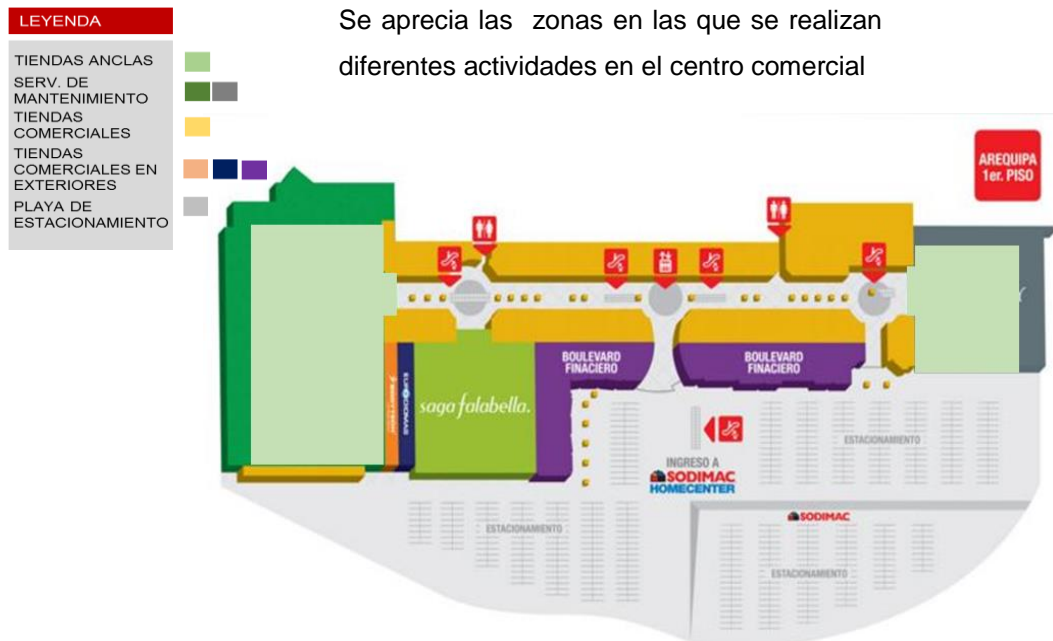 LEYENDA
TIENDAS ANCLAS
SERV. DE
MANTENIMIENTO
TIENDAS
COMERCIALES
TIENDAS
COMERCIALES EN
EXTERIORES
PLAYA DE
ESTACIONAMIENTO
Se aprecia las zonas en las que se realizan
diferentes actividades en el centro comercial
AREQUIPA
1er. PISO
BOULEVARD
FINACIERO
BOULEVARD
FINACIERO
saga falabella.
INGRESO A
SODIMAC
HOMECENTER
ESTACIONAMIENTO
SODIMAC
ESTACIONAMIENTO
ESTACIONAMIENTO